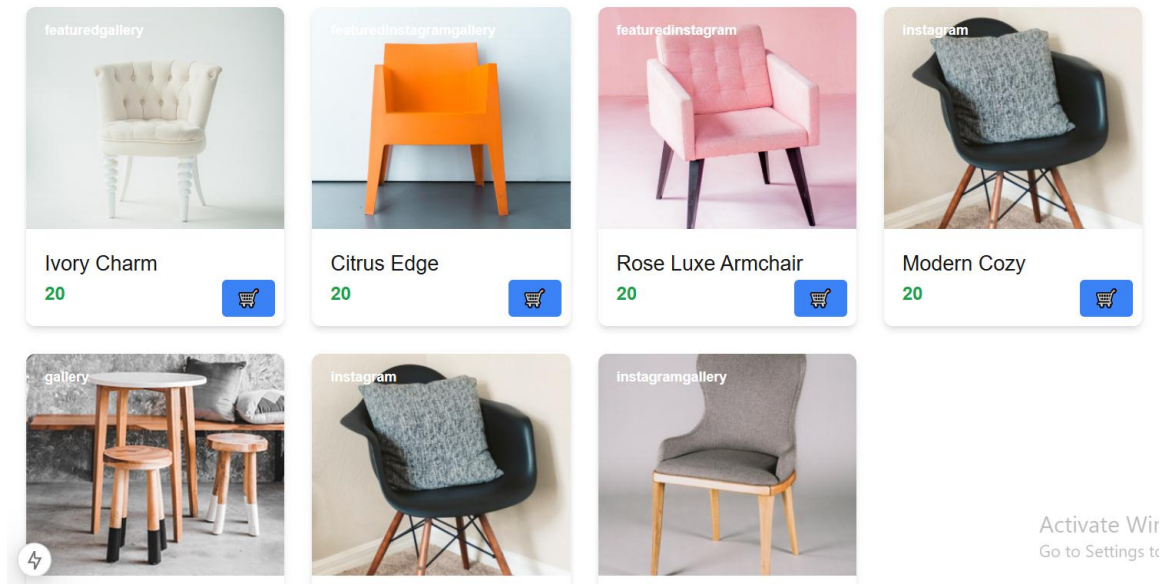 featuredgallery
featuredinstagramgallery
featuredinstagram
instagram
Ivory Charm
20
Citrus Edge
20
Rose Luxe Armchair
20
Modern Cozy
20
gallery
instagram
instagramgallery
Activate Win
Go to Settings to